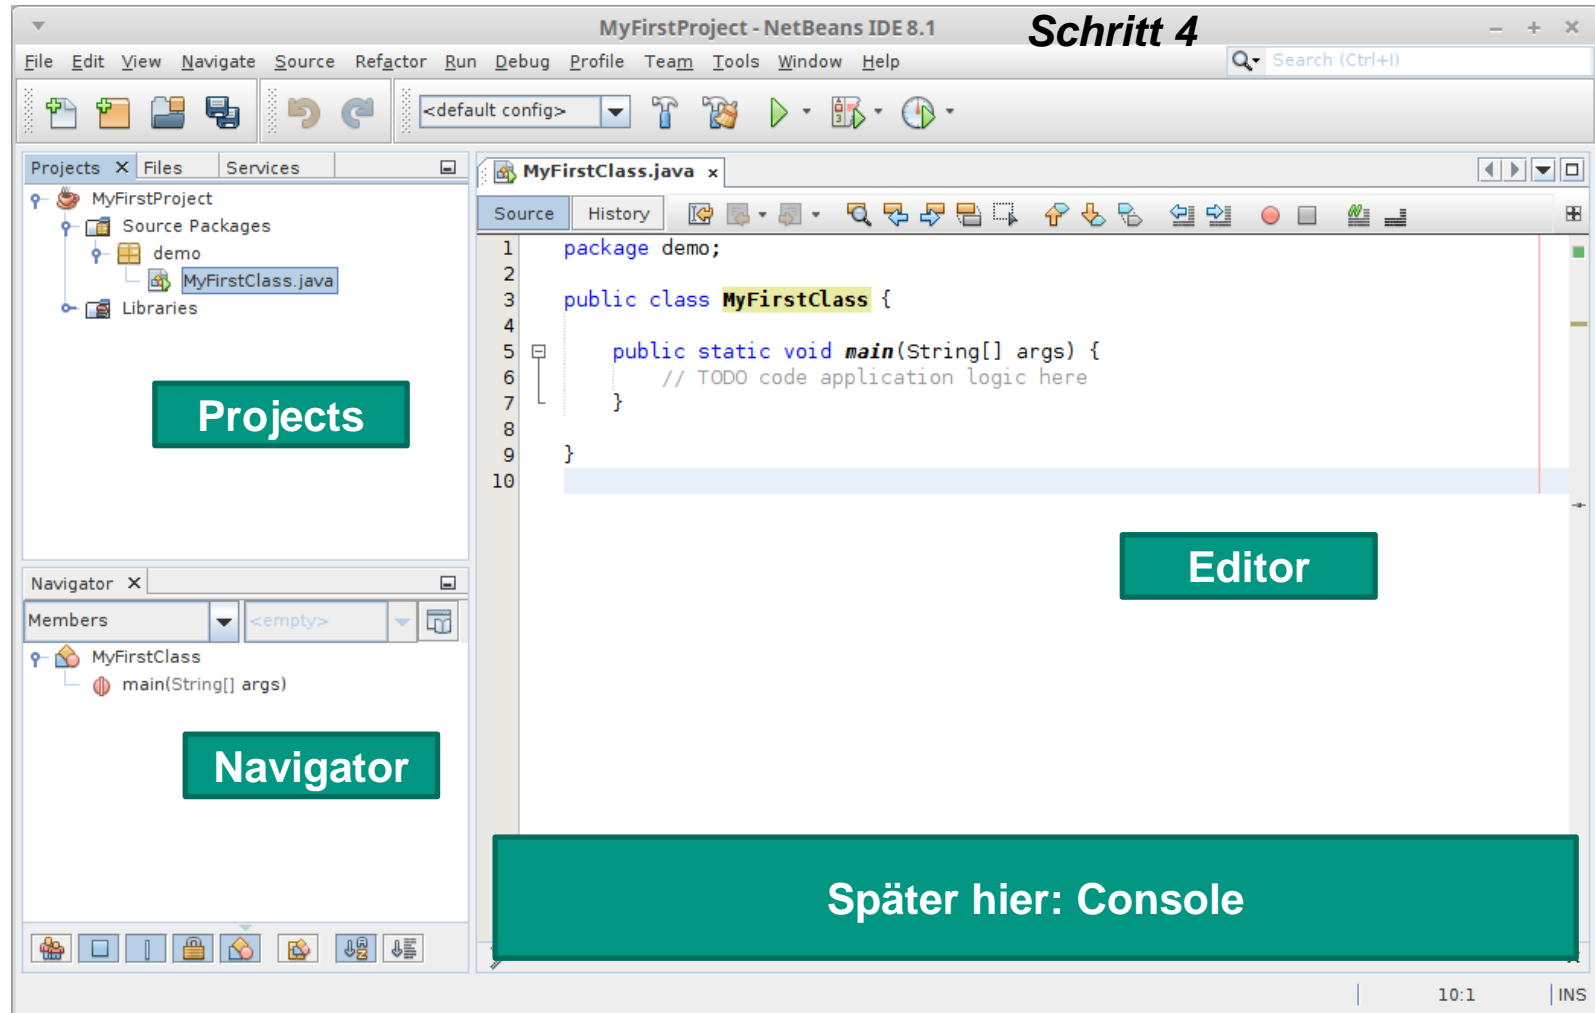 MyFirstProject - NetBeans IDE 8.1
Schritt 4
File Edit View Navigate Source Refactor Run Debug Profile Team Tools Window Help
Search (Ctrl+I)
<default config>
Projects Files Services
MyFirstProject
Source Packages
demo
MyFirstClass.java
Libraries
Projects
Navigator
Members <empty>
MyFirstClass
main(String[] args)
Navigator
MyFirstClass.java
Source History
1 package demo;
2
3 public class MyFirstClass {
4
5 public static void main(String[] args) {
6 // TODO code application logic here
7 }
8
9 }
10
Editor
Später hier: Console
10:1 INS